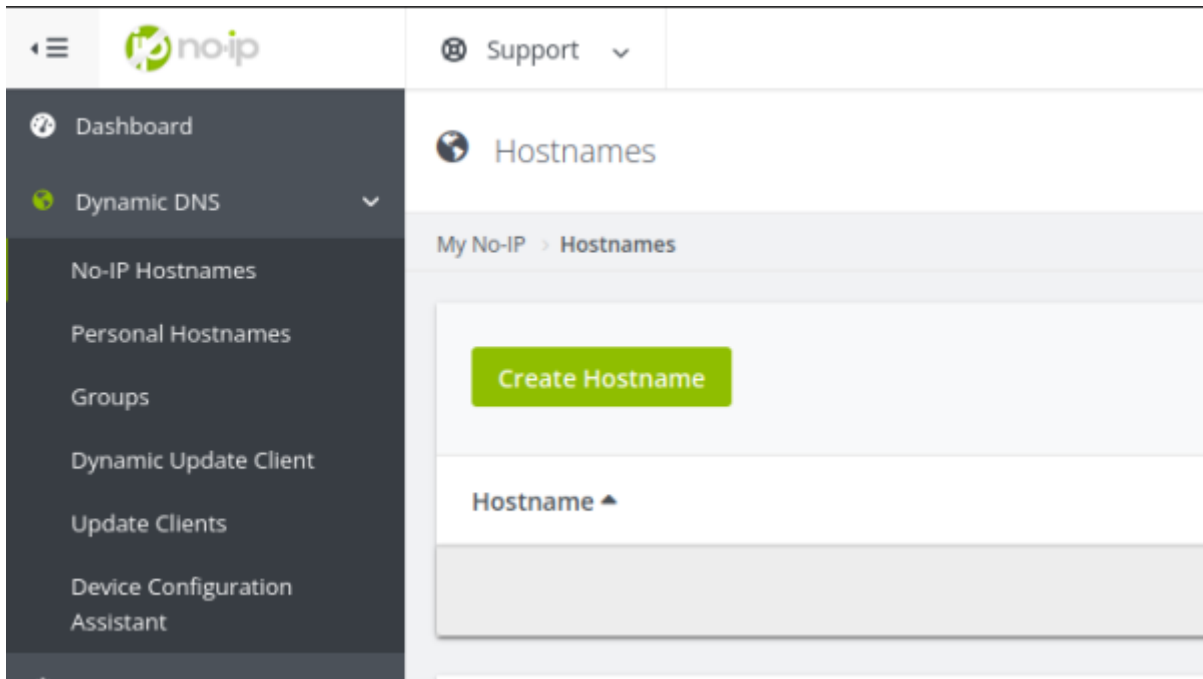 no-ip
Support
Dashboard
Dynamic DNS
No-IP Hostnames
Personal Hostnames
Groups
Dynamic Update Client
Update Clients
Device Configuration
Assistant
Hostnames
My No-IP > Hostnames
Create Hostname
Hostname